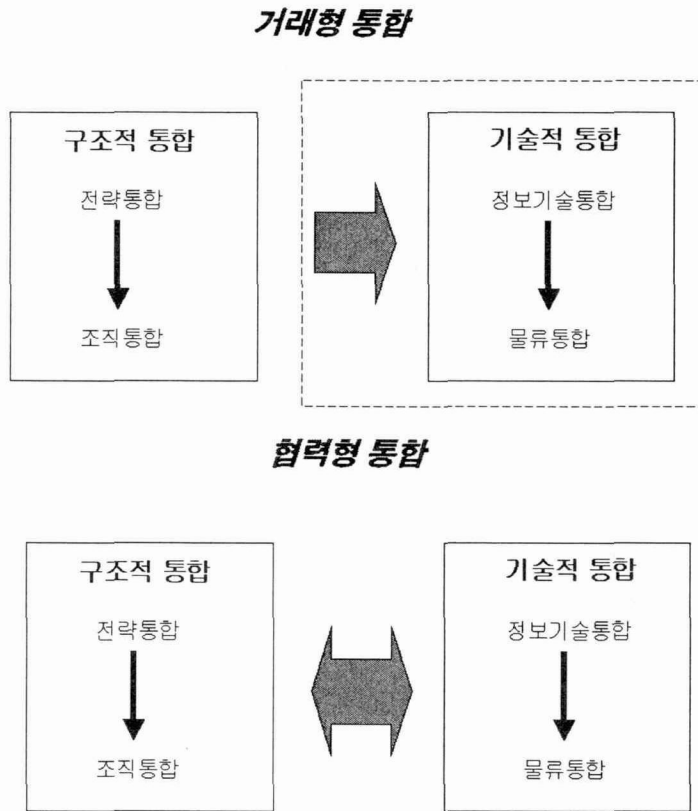 거래형 통합
구조적 통합
전략통합
조직통합
기술적 통합
정보기술통합
물류통합
협력형 통합
구조적 통합
전략통합
조직통합
기술적 통합
정보기술통합
물류통합